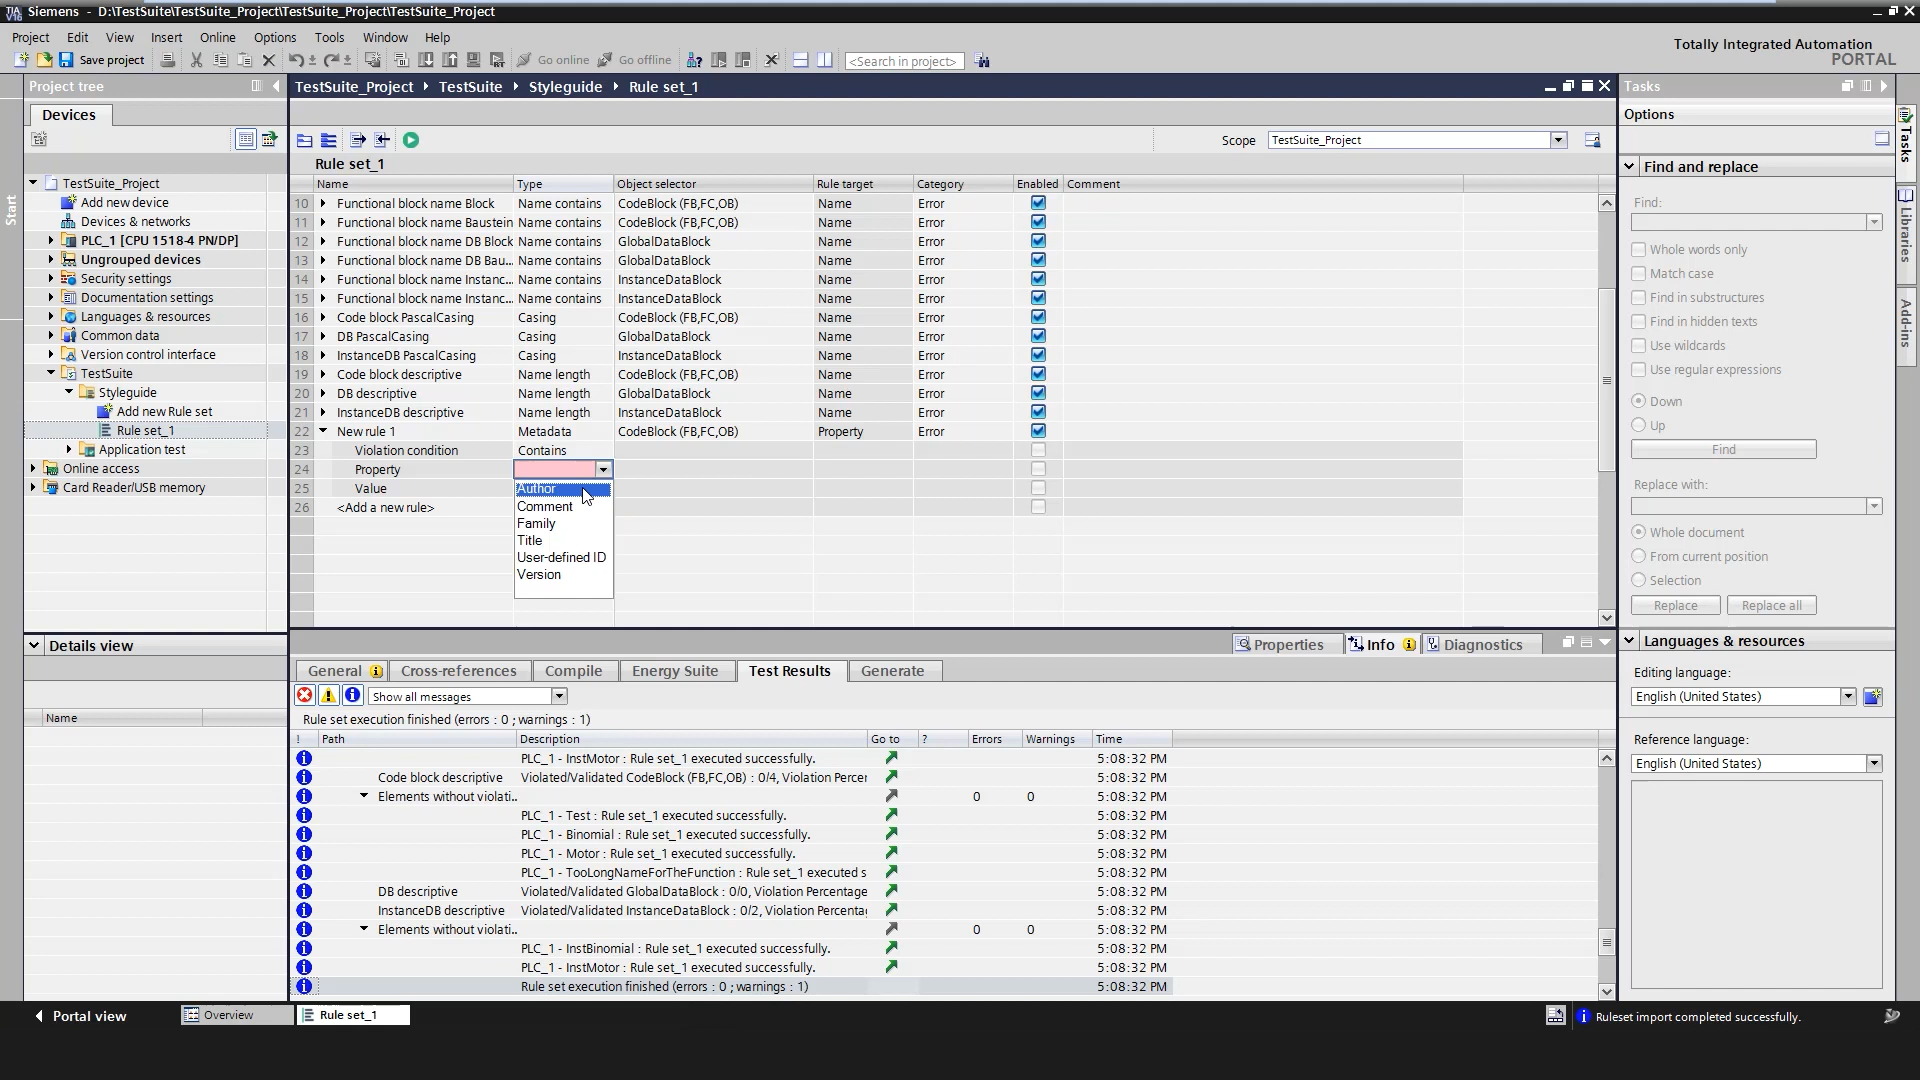 TIA V16 Siemens - D:\TestSuite\TestSuite_Project\TestSuite_Project\TestSuite_Project
Project Edit View Insert Online Options Tools Window Help
Totally Integrated Automation
PORTAL
Save project Go online Go offline <Search in project>
Project tree
Devices
Start
TestSuite_Project
Add new device
Devices & networks
PLC_1 [CPU 1518-4 PN/DP]
Ungrouped devices
Security settings
Documentation settings
Languages & resources
Common data
Version control interface
TestSuite
Styleguide
Add new Rule set
Rule set_1
Application test
Online access
Card Reader/USB memory
Details view
Name
TestSuite_Project TestSuite Styleguide Rule set_1
Scope TestSuite_Project
Rule set_1
Name Type Object selector Rule target Category Enabled Comment
10 Functional block name Block Name contains CodeBlock (FB,FC,OB) Name Error
11 Functional block name Baustein Name contains CodeBlock (FB,FC,OB) Name Error
12 Functional block name DB Block Name contains GlobalDataBlock Name Error
13 Functional block name DB Bau... Name contains GlobalDataBlock Name Error
14 Functional block name Instanc... Name contains InstanceDataBlock Name Error
15 Functional block name Instanc... Name contains InstanceDataBlock Name Error
16 Code block PascalCasing Casing CodeBlock (FB,FC,OB) Name Error
17 DB PascalCasing Casing GlobalDataBlock Name Error
18 InstanceDB PascalCasing Casing InstanceDataBlock Name Error
19 Code block descriptive Name length CodeBlock (FB,FC,OB) Name Error
20 DB descriptive Name length GlobalDataBlock Name Error
21 InstanceDB descriptive Name length InstanceDataBlock Name Error
22 New rule 1 Metadata CodeBlock (FB,FC,OB) Property Error
23 Violation condition Contains
24 Property
25 Value
26 <Add a new rule>
Author
Comment
Family
Title
User-defined ID
Version
Properties Info Diagnostics
General Cross-references Compile Energy Suite Test Results Generate
Show all messages
Rule set execution finished (errors : 0 ; warnings : 1)
! Path Description Go to ? Errors Warnings Time
PLC_1 - InstMotor : Rule set_1 executed successfully. 5:08:32 PM
Code block descriptive Violated/Validated CodeBlock (FB,FC,OB) : 0/4, Violation Percer 5:08:32 PM
Elements without violati.. 0 0 5:08:32 PM
PLC_1 - Test : Rule set_1 executed successfully. 5:08:32 PM
PLC_1 - Binomial : Rule set_1 executed successfully. 5:08:32 PM
PLC_1 - Motor : Rule set_1 executed successfully. 5:08:32 PM
PLC_1 - TooLongNameForTheFunction : Rule set_1 executed s 5:08:32 PM
DB descriptive Violated/Validated GlobalDataBlock : 0/0, Violation Percentage 5:08:32 PM
InstanceDB descriptive Violated/Validated InstanceDataBlock : 0/2, Violation Percenta 5:08:32 PM
Elements without violati.. 0 0 5:08:32 PM
PLC_1 - InstBinomial : Rule set_1 executed successfully. 5:08:32 PM
PLC_1 - InstMotor : Rule set_1 executed successfully. 5:08:32 PM
Rule set execution finished (errors : 0 ; warnings : 1) 5:08:32 PM
Tasks
Options
Find and replace
Find:
Whole words only
Match case
Find in substructures
Find in hidden texts
Use wildcards
Use regular expressions
Down
Up
Find
Replace with:
Whole document
From current position
Selection
Replace Replace all
Languages & resources
Editing language:
English (United States)
Reference language:
English (United States)
Tasks
Libraries
Add-ins
Portal view Overview Rule set_1 Ruleset import completed successfully.